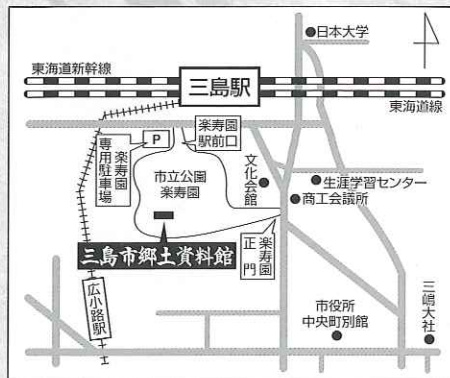 日本大学
東海道新幹線
三島駅
東海道線
楽寿園
駅前口
P
楽寿園
専用駐車場
市立公園
楽寿園
文化会館
生涯学習センター
商工会議所
三島市郷土資料館
楽寿園
正門
広小路駅
市役所
中央町別館
三嶋大社